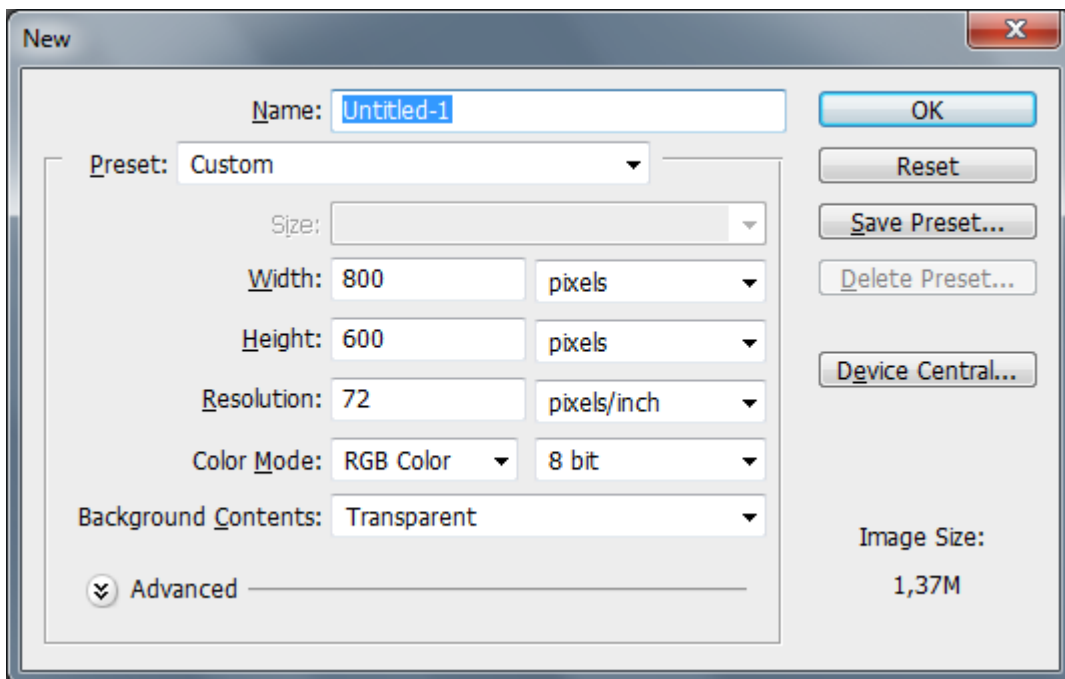 New
Name: Untitled-1
OK
Preset: Custom
Reset
Size:
Save Preset...
Width: 800 pixels
Delete Preset...
Height: 600 pixels
Device Central...
Resolution: 72 pixels/inch
Color Mode: RGB Color 8 bit
Background Contents: Transparent
Image Size:
Advanced
1,37M